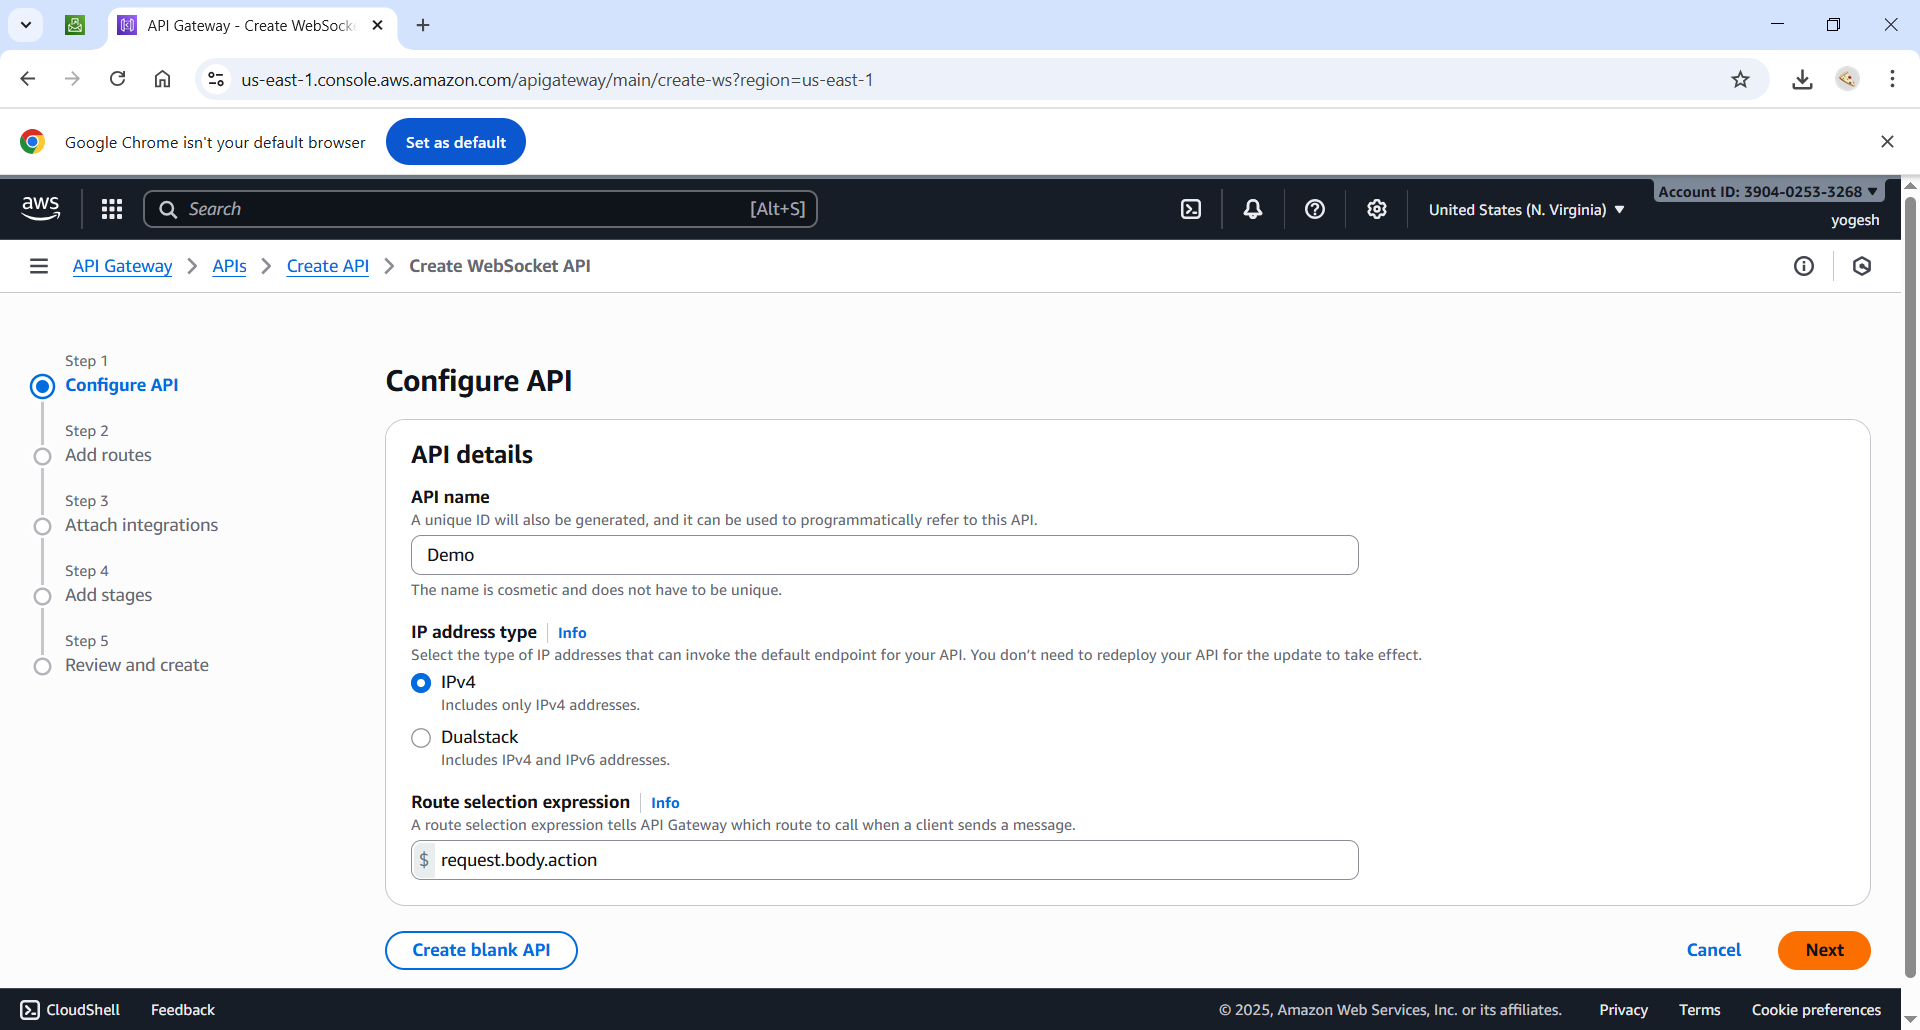 API Gateway - Create WebSocke
us-east-1.console.aws.amazon.com/apigateway/main/create-ws?region=us-east-1
Google Chrome isn't your default browser
Set as default
aws
Search
[Alt+S]
United States (N. Virginia)
Account ID: 3904-0253-3268
yogesh
API Gateway
APIs
Create API
Create WebSocket API
Step 1
Configure API
Step 2
Add routes
Step 3
Attach integrations
Step 4
Add stages
Step 5
Review and create
Configure API
API details
API name
A unique ID will also be generated, and it can be used to programmatically refer to this API.
Demo
The name is cosmetic and does not have to be unique.
IP address type Info
Select the type of IP addresses that can invoke the default endpoint for your API. You don’t need to redeploy your API for the update to take effect.
IPv4
Includes only IPv4 addresses.
Dualstack
Includes IPv4 and IPv6 addresses.
Route selection expression Info
A route selection expression tells API Gateway which route to call when a client sends a message.
$ request.body.action
Create blank API
Cancel
Next
CloudShell
Feedback
© 2025, Amazon Web Services, Inc. or its affiliates.
Privacy
Terms
Cookie preferences